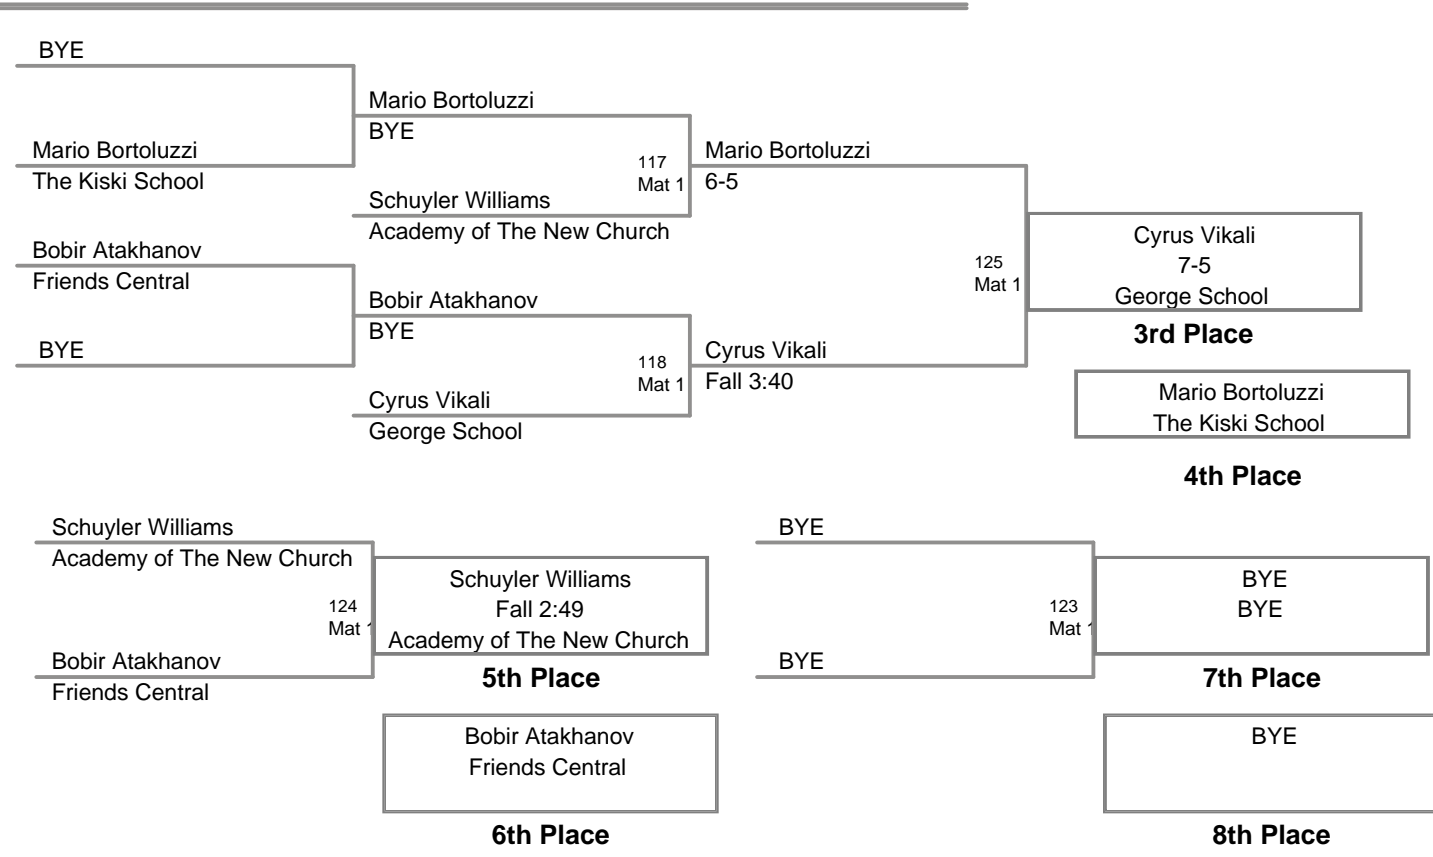 BYE
Mario Bortoluzzi
BYE
Mario Bortoluzzi
The Kiski School
117
Mat 1
Mario Bortoluzzi
6-5
Schuyler Williams
Academy of The New Church
Bobir Atakhanov
Friends Central
125
Mat 1
Cyrus Vikali
7-5
George School
3rd Place
Bobir Atakhanov
BYE
BYE
118
Mat 1
Cyrus Vikali
Fall 3:40
Cyrus Vikali
George School
Mario Bortoluzzi
The Kiski School
4th Place
Schuyler Williams
Academy of The New Church
124
Mat 1
Schuyler Williams
Fall 2:49
Academy of The New Church
5th Place
Bobir Atakhanov
Friends Central
Bobir Atakhanov
Friends Central
6th Place
BYE
123
Mat 1
BYE
BYE
7th Place
BYE
BYE
8th Place